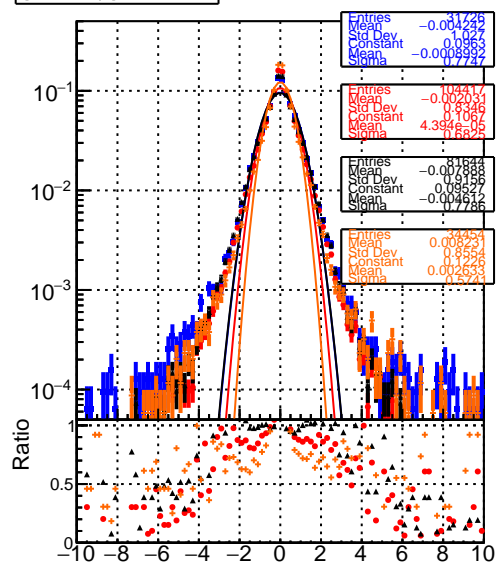 Entries 31726
Mean −0.004242
Std Dev 1.027
Constant 0.0963
Mean −0.0008992
Sigma 0.7747
Entries 104417
Mean −0.002031
Std Dev 0.8346
Constant 0.1067
Mean 4.394e−05
Sigma 0.6825
Entries 81644
Mean −0.007888
Std Dev 0.9156
Constant 0.09527
Mean −0.004612
Sigma 0.7786
Entries 34454
Mean 0.008231
Std Dev 0.8554
Constant 0.1226
Mean 0.002633
Sigma 0.5741
10−1
10−2
10−3
10−4
Ratio
1
0.5
0
−10 −8 −6 −4 −2 0 2 4 6 8 10